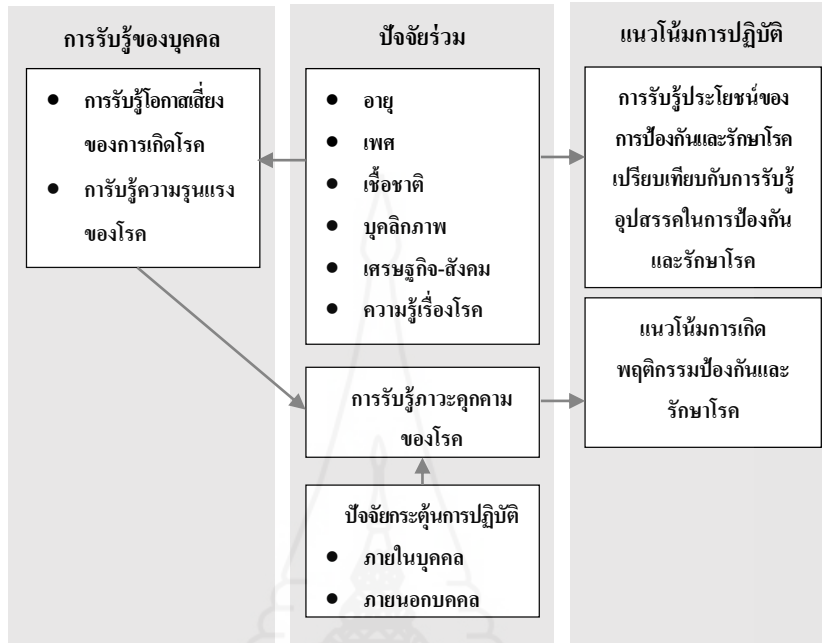 การรับรู้ของบุคคล
● การรับรู้โอกาสเสี่ยง
ของการเกิดโรค
● การับรู้ความรุนแรง
ของโรค
ปัจจัยร่วม
● อายุ
● เพศ
● เชื้อชาติ
● บุคลิกภาพ
● เศรษฐกิจ-สังคม
● ความรู้เรื่องโรค
การรับรู้ภาวะคุกคาม
ของโรค
ปัจจัยกระตุ้นการปฏิบัติ
● ภายในบุคคล
● ภายนอกบคคล
แนวโน้มการปฏิบัติ
การรับรู้ประโยชน์ของ
การป้องกันและรักษาโรค
เปรียบเทียบกับการรับรู้
อุปสรรคในการป้องกัน
และรักษาโรค
แนวโน้มการเกิด
พฤติกรรมป้องกันและ
รักษาโรค